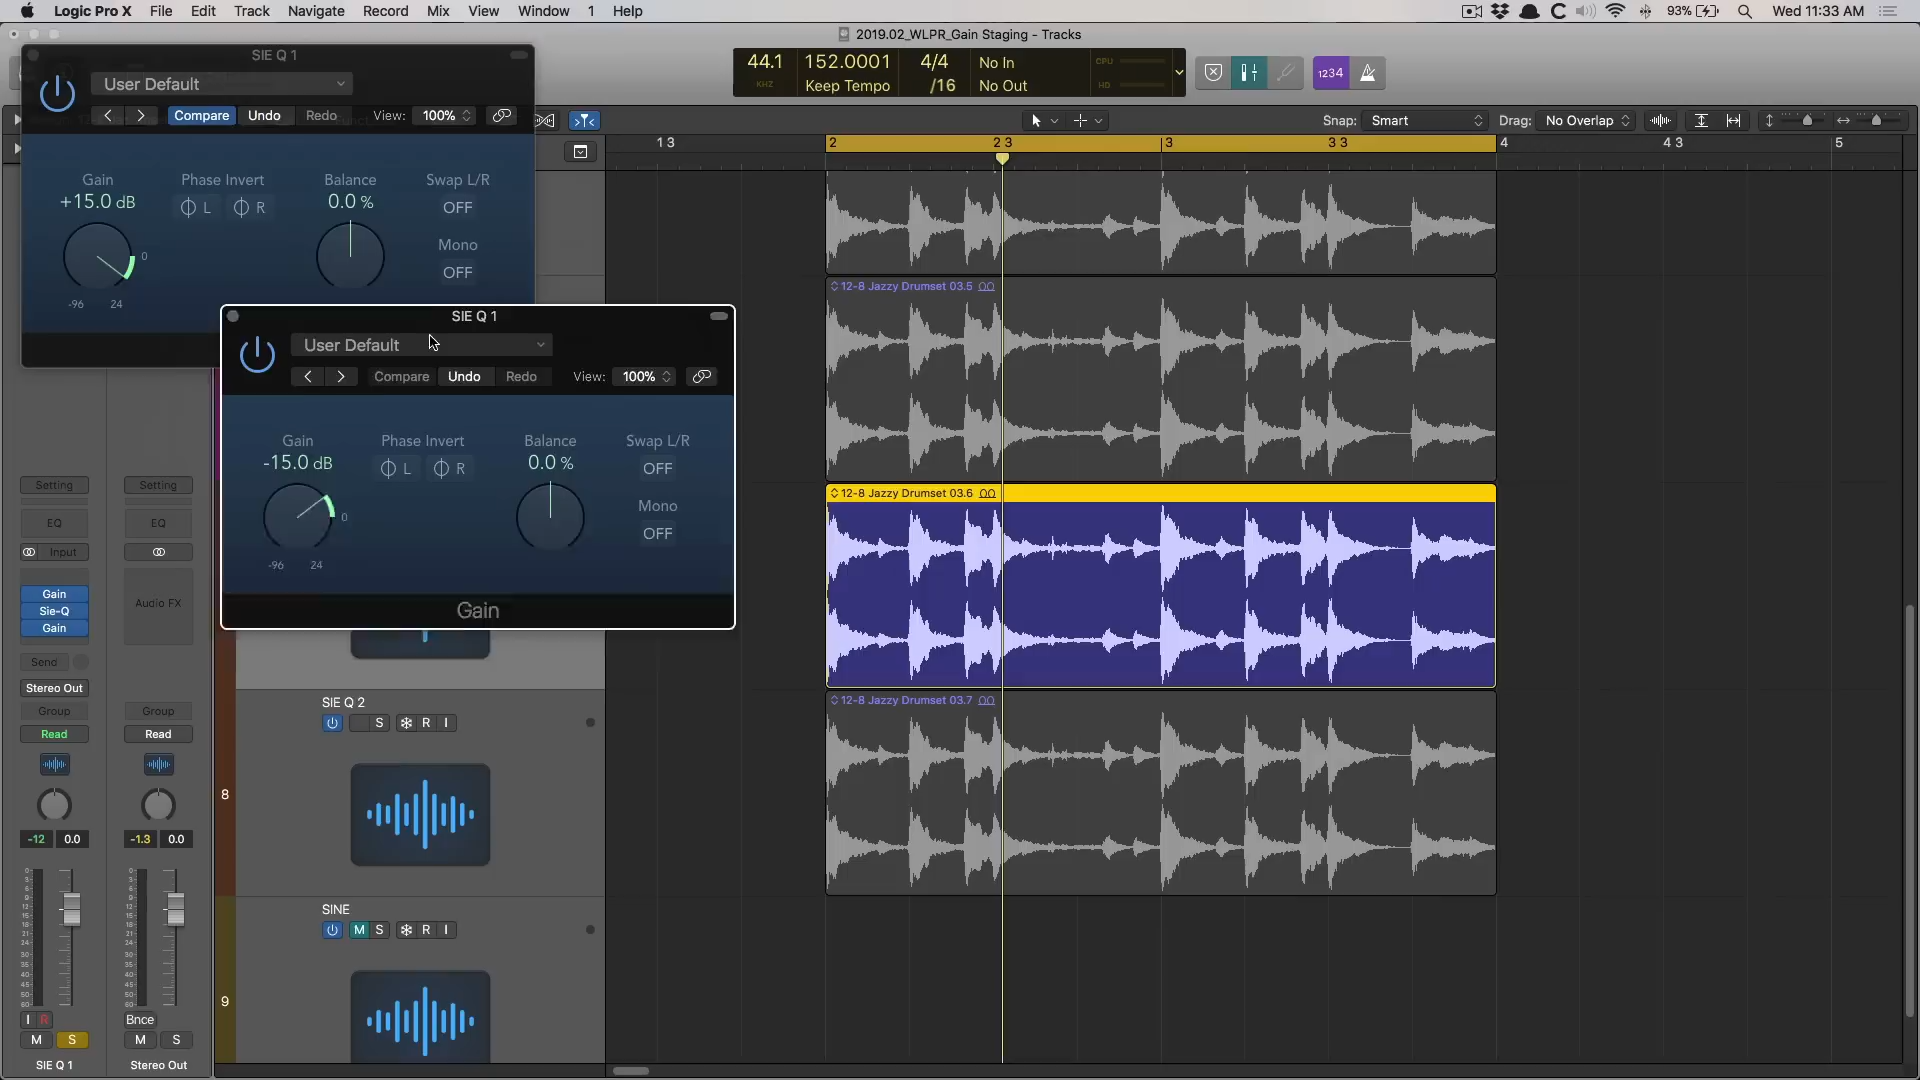 Logic Pro X File Edit Track Navigate Record Mix View Window 1 Help
93% Wed 11:33 AM
2019.02_WLPR_Gain Staging - Tracks
SIE Q 1
User Default
Compare Undo Redo View: 100%
Gain Phase Invert Balance Swap L/R
+15.0 dB L R 0.0 % OFF
Mono
0
OFF
-96 24
44.1 152.0001 4/4 No In CPU
KHZ Keep Tempo /16 No Out HD
1234
Snap: Smart Drag: No Overlap
1 3 2 2 3 3 3 3 4 4 3 5
SIE Q 1
User Default
Compare Undo Redo View: 100%
Gain Phase Invert Balance Swap L/R
-15.0 dB L R 0.0 % OFF
Mono
0
OFF
-96 24
Gain
12-8 Jazzy Drumset 03.5
12-8 Jazzy Drumset 03.6
12-8 Jazzy Drumset 03.7
Setting Setting
EQ EQ
Input
Gain
Sie-Q Audio FX
Gain
Send
Stereo Out
Group Group
Read Read
-12 0.0 -1.3 0.0
I R Bnce
M S M S
SIE Q 1 Stereo Out
SIE Q 2
S R I
8
SINE
M S R I
9